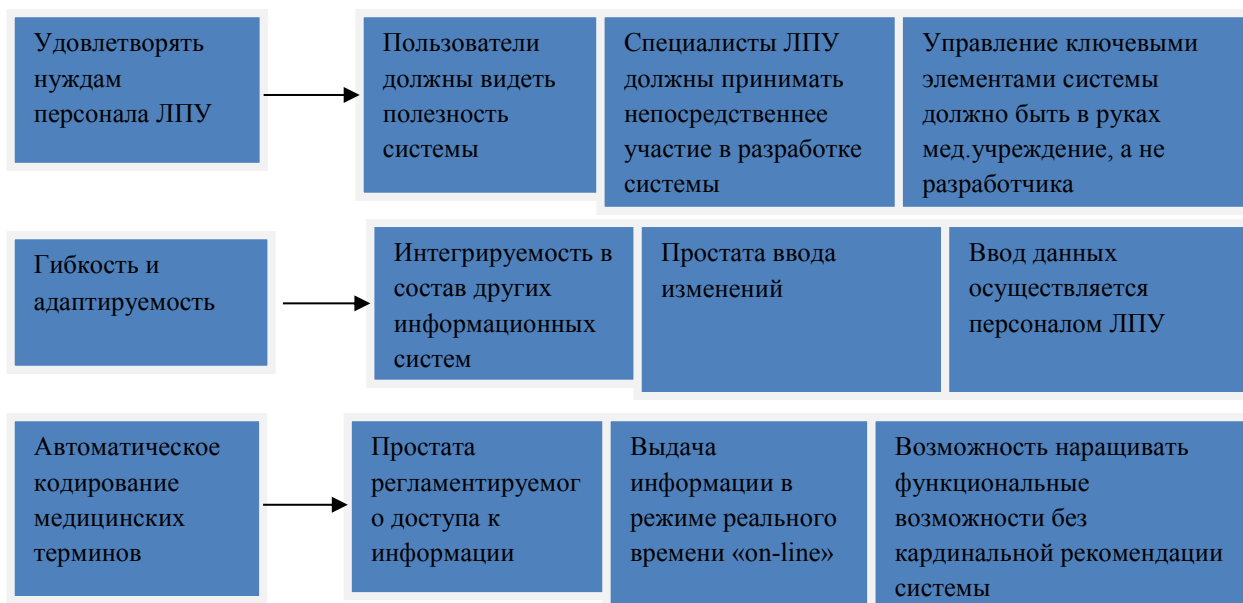 Удовлетворять
нуждам
персонала ЛПУ
Пользователи
должны видеть
полезность
системы
Специалисты ЛПУ
должны принимать
непосредственнее
участие в разработке
системы
Управление ключевыми
элементами системы
должно быть в руках
мед.учреждение, а не
разработчика
Гибкость и
адаптируемость
Интегрируемость в
состав других
информационных
систем
Простата ввода
изменений
Ввод данных
осуществляется
персоналом ЛПУ
Автоматическое
кодирование
медицинских
терминов
Простата
регламентируемог
о доступа к
информации
Выдача
информации в
режиме реального
времени «on-line»
Возможность наращивать
функциональные
возможности без
кардинальной рекомендации
системы